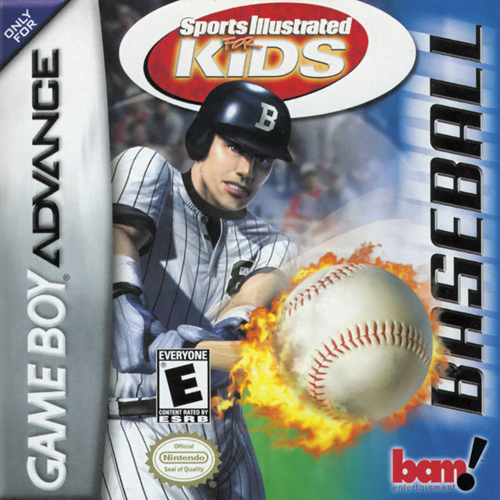 ONLY
FOR
GAME BOY ADVANCE
Sports Illustrated
FOR
KIDS
BASEBALL
B
EVERYONE
E
CONTENT RATED BY
ESRB
Official
Nintendo
Seal of Quality
bam!
entertainment